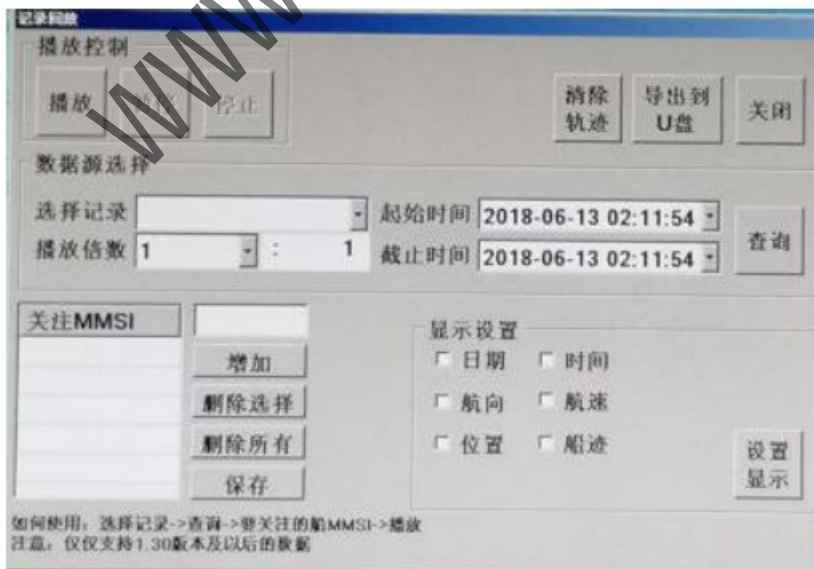 记录回放
播放控制
播放 暂停 停止
清除轨迹 导出到U盘 关闭
数据源选择
选择记录 起始时间 2018-06-13 02:11:54
播放倍数 1 : 1 截止时间 2018-06-13 02:11:54
查询
关注MMSI
增加
删除选择
删除所有
保存
显示设置
日期 时间
航向 航速
位置 船迹
设置显示
如何使用：选择记录->查询->要关注的船MMSI->播放
注意：仅仅支持1.30版本及以后的数据
www